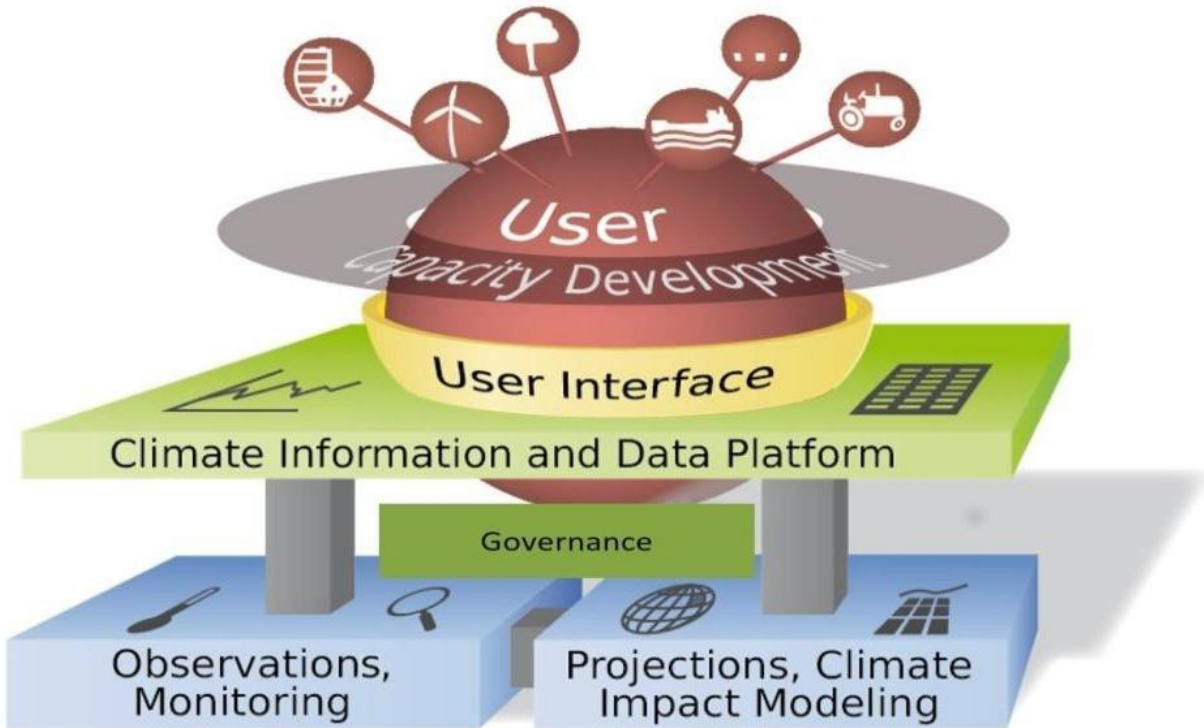 User
Capacity Development
User Interface
Climate Information and Data Platform
Governance
Observations,
Monitoring
Projections, Climate
Impact Modeling